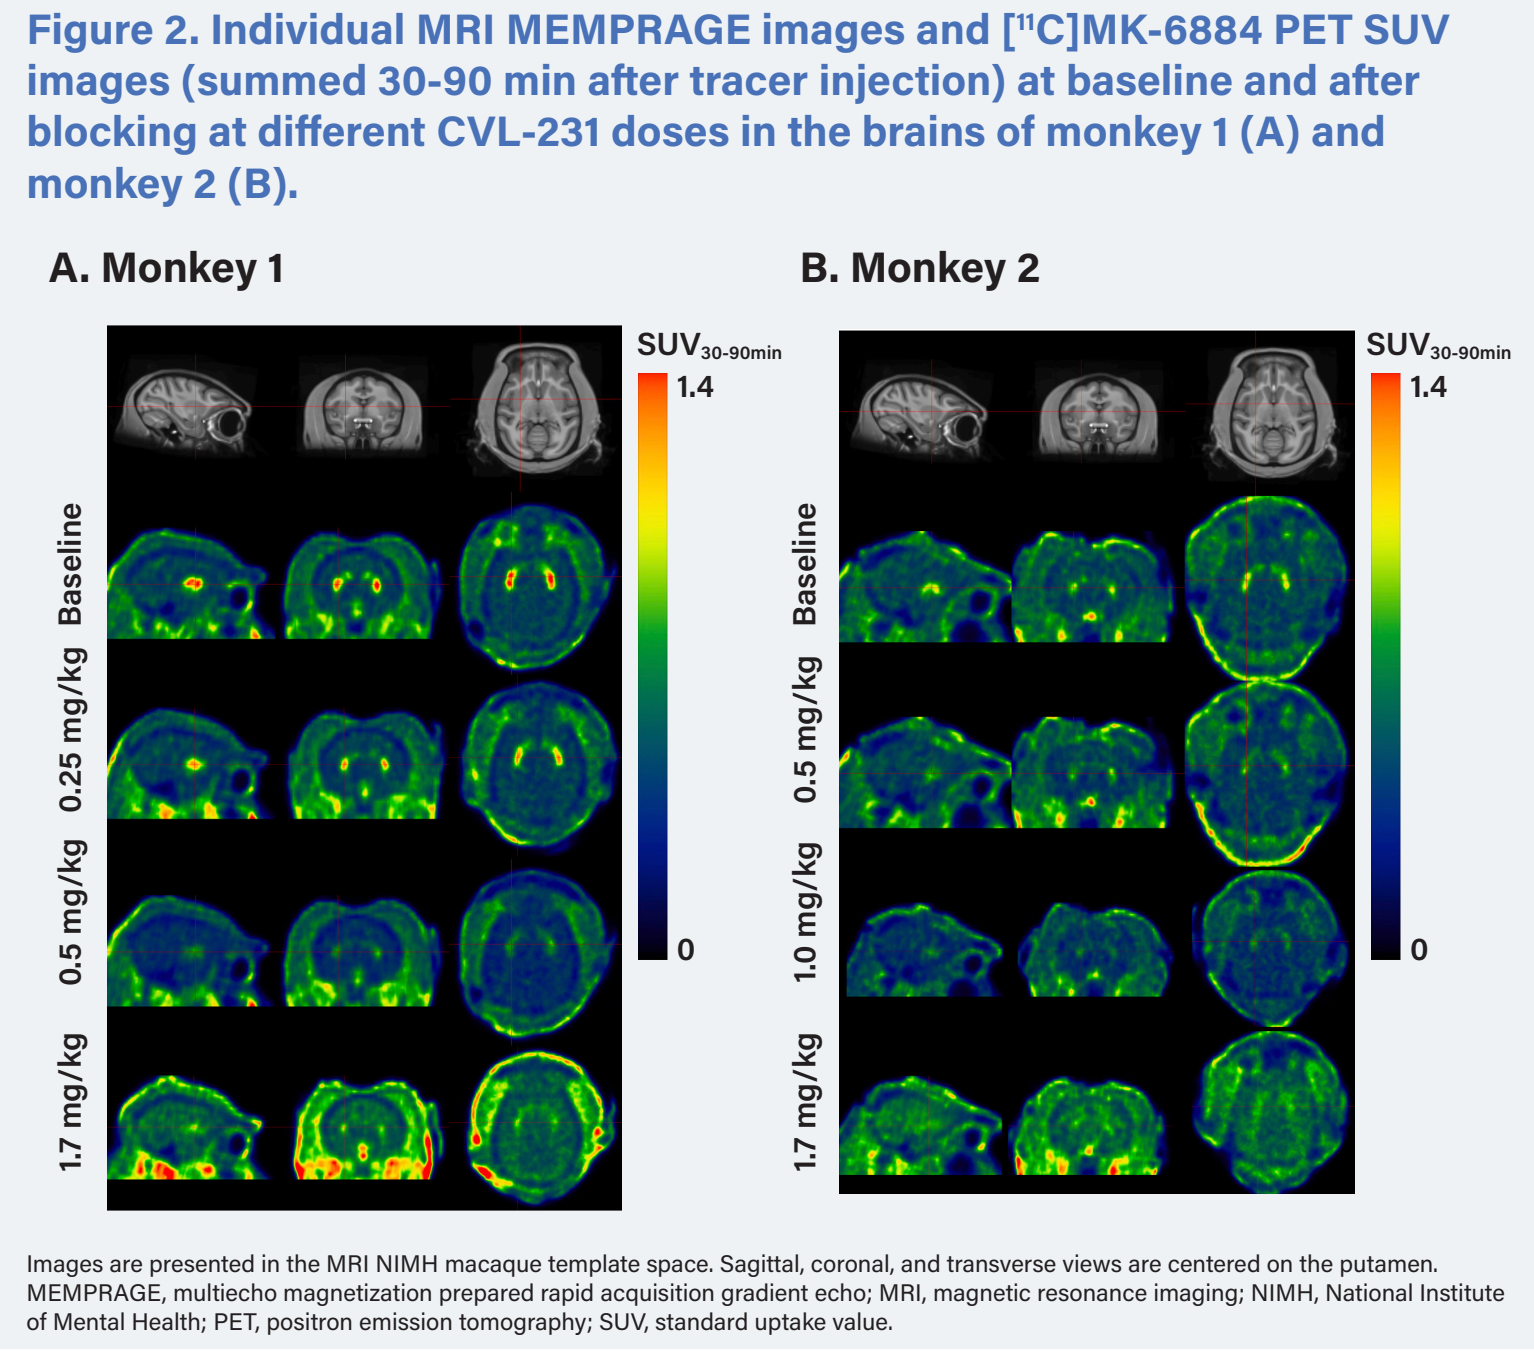 Figure 2. Individual MRI MEMPRAGE images and [¹¹C]MK-6884 PET SUV
images (summed 30-90 min after tracer injection) at baseline and after
blocking at different CVL-231 doses in the brains of monkey 1 (A) and
monkey 2 (B).
A. Monkey 1
SUV30-90min
1.4
0
Baseline
0.25 mg/kg
0.5 mg/kg
1.7 mg/kg
B. Monkey 2
SUV30-90min
1.4
0
Baseline
0.5 mg/kg
1.0 mg/kg
1.7 mg/kg
Images are presented in the MRI NIMH macaque template space. Sagittal, coronal, and transverse views are centered on the putamen.
MEMPRAGE, multiecho magnetization prepared rapid acquisition gradient echo; MRI, magnetic resonance imaging; NIMH, National Institute
of Mental Health; PET, positron emission tomography; SUV, standard uptake value.